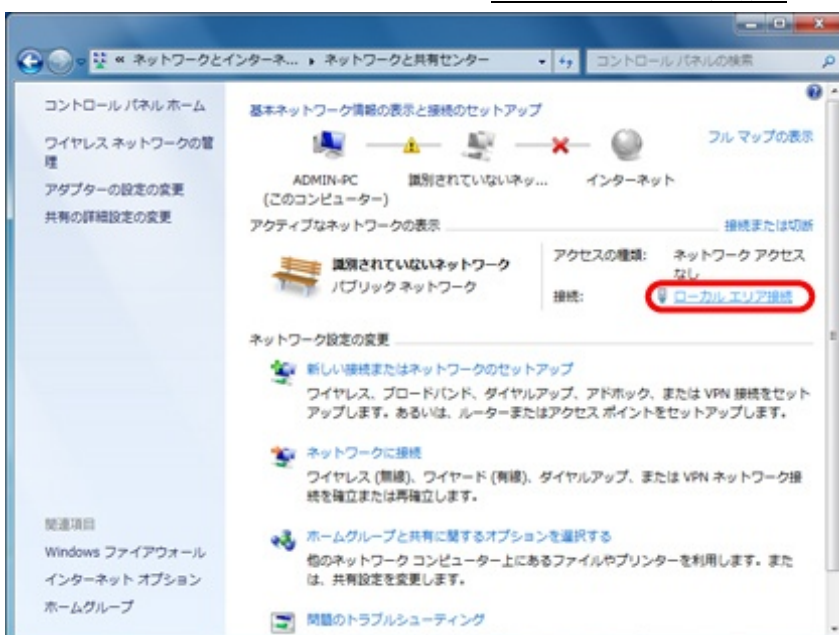 « ネットワークとインターネ... ▸ ネットワークと共有センター
コントロール パネルの検索
コントロール パネル ホーム
ワイヤレス ネットワークの管
理
アダプターの設定の変更
共有の詳細設定の変更
基本ネットワーク情報の表示と接続のセットアップ
フル マップの表示
ADMIN-PC
(このコンピューター)
識別されていないネッ...
インターネット
アクティブなネットワークの表示
接続または切断
識別されていないネットワーク
パブリック ネットワーク
アクセスの種類:
ネットワーク アクセス
なし
接続:
ローカル エリア接続
ネットワーク設定の変更
新しい接続またはネットワークのセットアップ
ワイヤレス、ブロードバンド、ダイヤルアップ、アドホック、または VPN 接続をセット
アップします。あるいは、ルーターまたはアクセス ポイントをセットアップします。
ネットワークに接続
ワイヤレス (無線)、ワイヤード (有線)、ダイヤルアップ、または VPN ネットワーク接
続を確立または再確立します。
ホームグループと共有に関するオプションを選択する
他のネットワーク コンピューター上にあるファイルやプリンターを利用します。また
は、共有設定を変更します。
問題のトラブルシューティング
関連項目
Windows ファイアウォール
インターネット オプション
ホームグループ